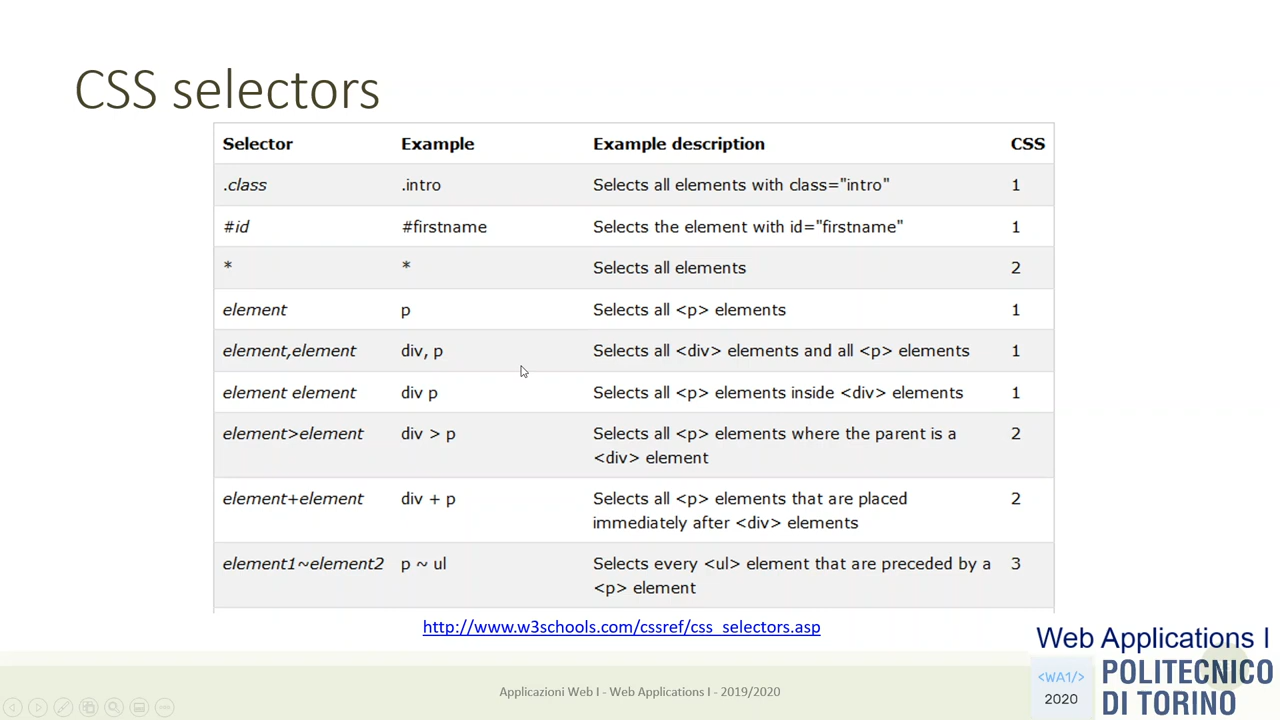 CSS selectors
Selector Example Example description CSS
.class .intro Selects all elements with class="intro" 1
#id #firstname Selects the element with id="firstname" 1
* * Selects all elements 2
element p Selects all <p> elements 1
element,element div, p Selects all <div> elements and all <p> elements 1
element element div p Selects all <p> elements inside <div> elements 1
element>element div > p Selects all <p> elements where the parent is a 2
<div> element
element+element div + p Selects all <p> elements that are placed 2
immediately after <div> elements
element1~element2 p ~ ul Selects every <ul> element that are preceded by a 3
<p> element
http://www.w3schools.com/cssref/css_selectors.asp
Web Applications I
<WA1/> POLITECNICO
2020 DI TORINO
Applicazioni Web I - Web Applications I - 2019/2020